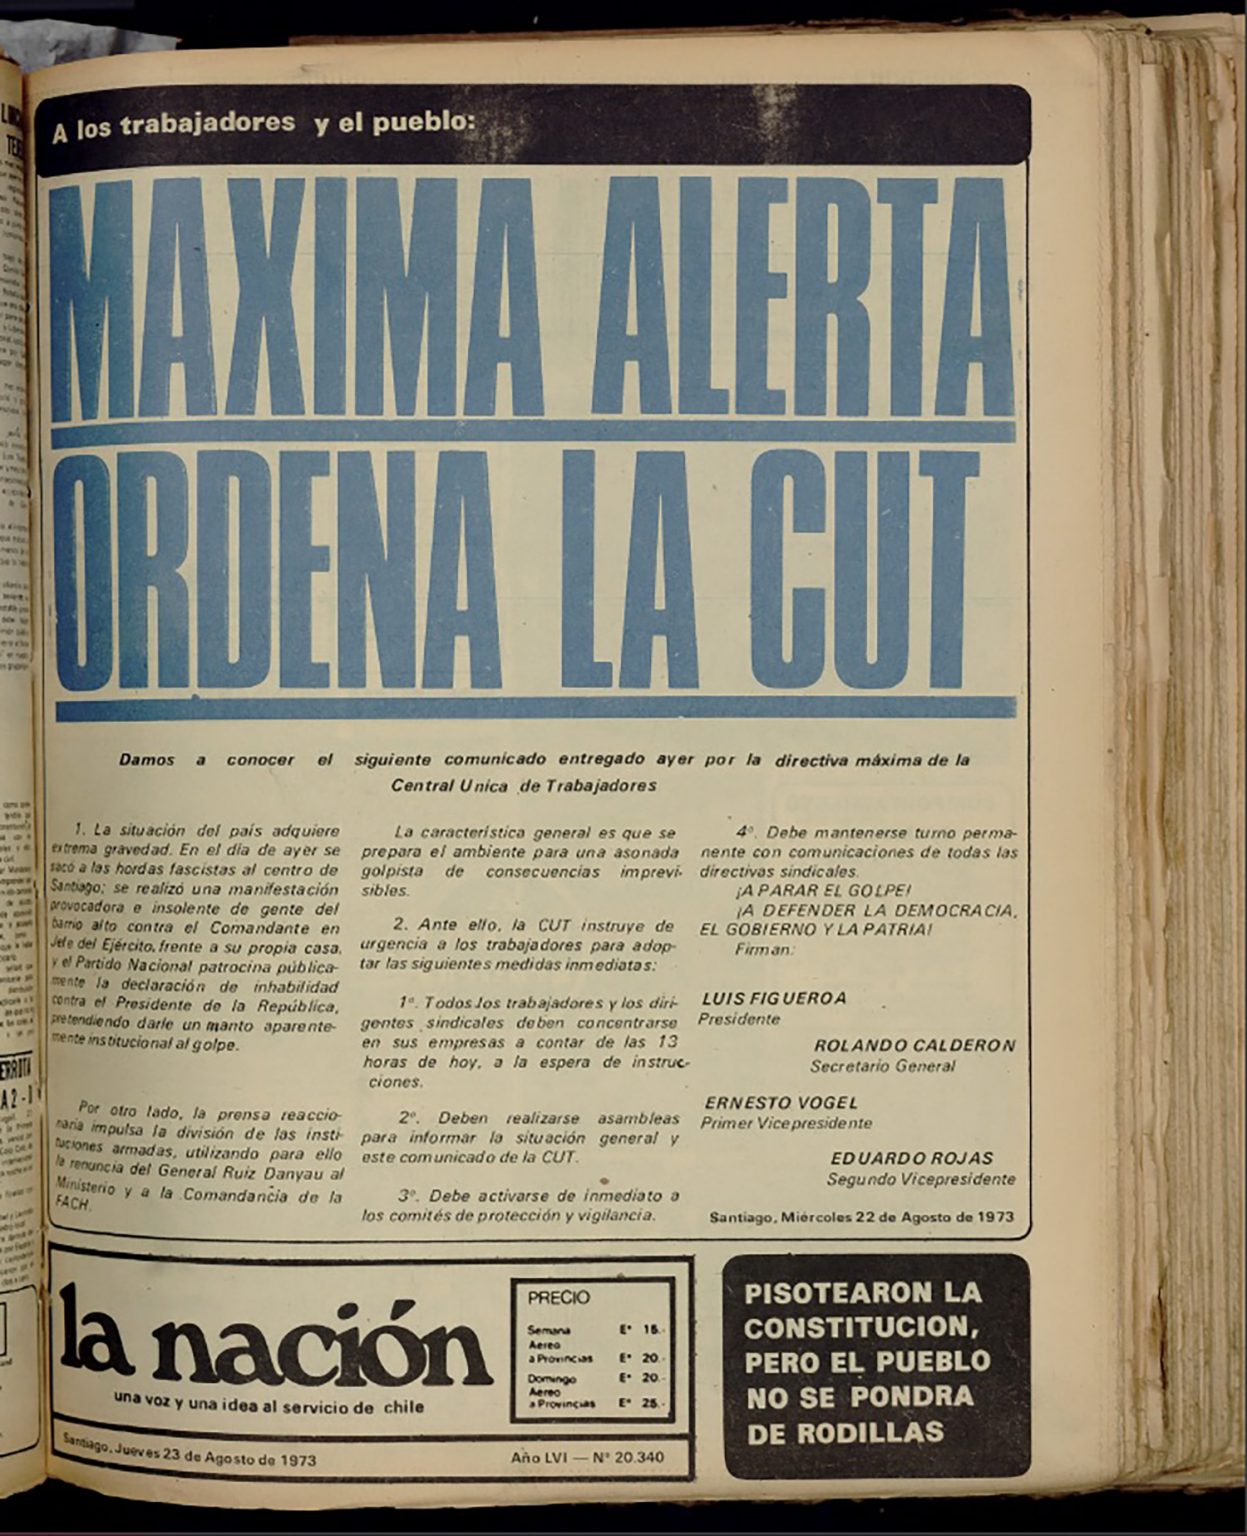 A los trabajadores y el pueblo:
MAXIMA ALERTA
ORDENA LA CUT
Damos a conocer el siguiente comunicado entregado ayer por la directiva máxima de la
Central Unica de Trabajadores
1. La situación del país adquiere
extrema gravedad. En el día de ayer se
sacó a las hordas fascistas al centro de
Santiago; se realizó una manifestación
provocadora e insolente de gente del
barrio alto contra el Comandante en
Jefe del Ejército, frente a su propia casa,
y el Partido Nacional patrocina pública-
mente la declaración de inhabilidad
contra el Presidente de la República,
pretendiendo darle un manto aparente-
mente institucional al golpe.
Por otro lado, la prensa reaccio-
naria impulsa la división de las insti-
tuciones armadas, utilizando para ello
la renuncia del General Ruiz Danyau al
Ministerio y a la Comandancia de la
FACH.
La característica general es que se
prepara el ambiente para una asonada
golpista de consecuencias imprevi-
sibles.
2. Ante ello, la CUT instruye de
urgencia a los trabajadores para adop-
tar las siguientes medidas inmediatas:
1º. Todos los trabajadores y los diri-
gentes sindicales deben concentrarse
en sus empresas a contar de las 13
horas de hoy, a la espera de instruc-
ciones.
2º. Deben realizarse asambleas
para informar la situación general y
este comunicado de la CUT.
3º. Debe activarse de inmediato a
los comités de protección y vigilancia.
4º. Debe mantenerse turno perma-
nente con comunicaciones de todas las
directivas sindicales.
¡A PARAR EL GOLPE!
¡A DEFENDER LA DEMOCRACIA,
EL GOBIERNO Y LA PATRIA!
Firman:
LUIS FIGUEROA
Presidente
ROLANDO CALDERON
Secretario General
ERNESTO VOGEL
Primer Vicepresidente
EDUARDO ROJAS
Segundo Vicepresidente
Santiago, Miércoles 22 de Agosto de 1973
la nación
una voz y una idea al servicio de chile
Santiago, Jueves 23 de Agosto de 1973
Año LVI — Nº 20.340
PRECIO
Semana Eº 15.-
Aereo
a Provincias Eº 20.-
Domingo Eº 20.-
Aereo
a Provincias Eº 25.-
PISOTEARON LA
CONSTITUCION,
PERO EL PUEBLO
NO SE PONDRA
DE RODILLAS